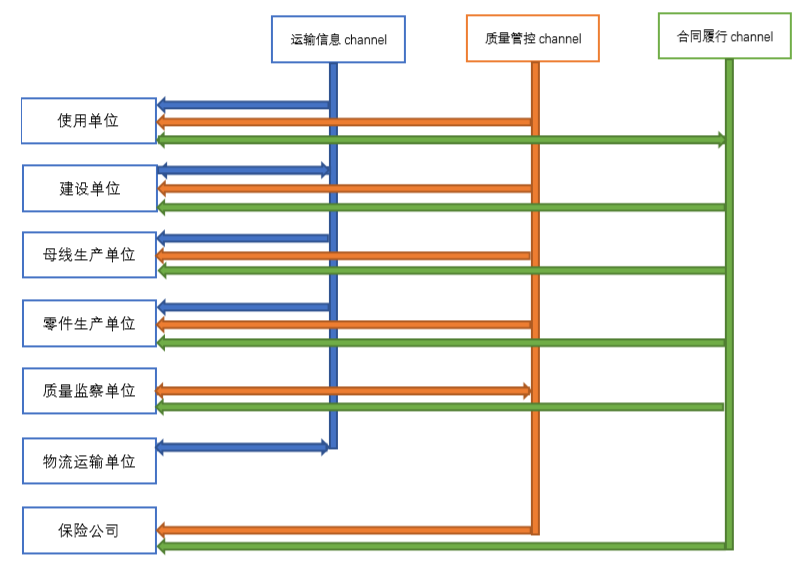 运输信息 channel
质量管控 channel
合同履行 channel
使用单位
建设单位
母线生产单位
零件生产单位
质量监察单位
物流运输单位
保险公司